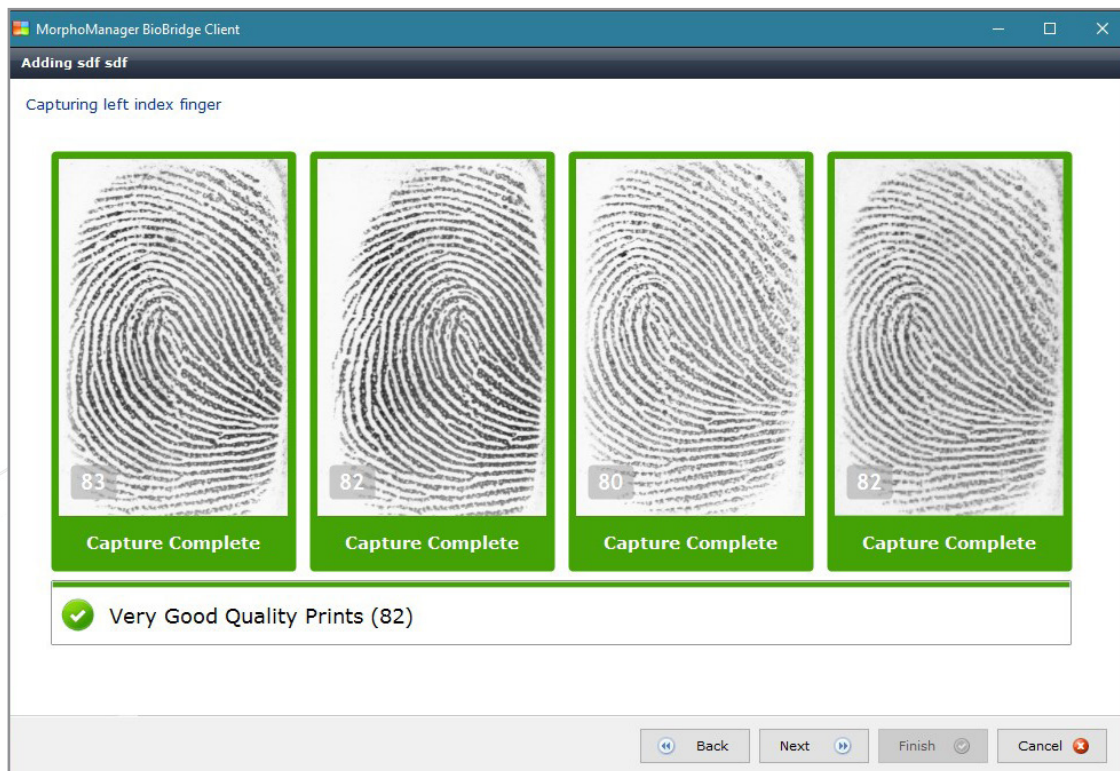 MorphoManager BioBridge Client
Adding sdf sdf
Capturing left index finger
83
82
80
82
Capture Complete
Capture Complete
Capture Complete
Capture Complete
Very Good Quality Prints (82)
Back
Next
Finish
Cancel